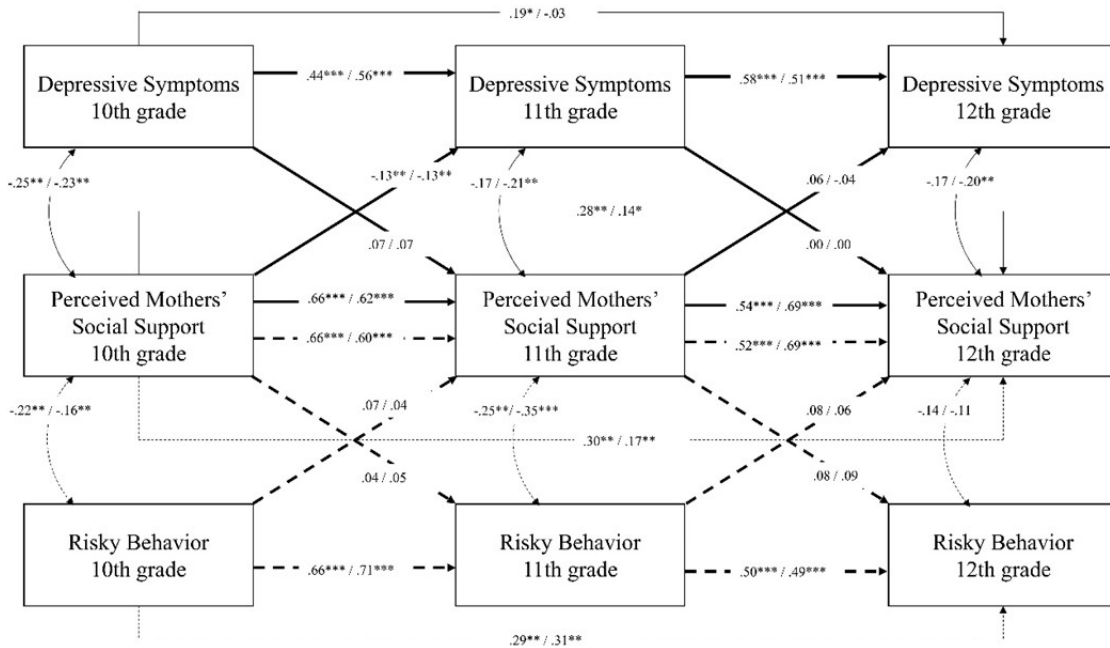 .19* / -.03
Depressive Symptoms
10th grade
.44*** / .56***
Depressive Symptoms
11th grade
.58*** / .51***
Depressive Symptoms
12th grade
-.25** / -.23**
-.13** / -.13**
-.17 / -.21**
.28** / .14*
.06 / -.04
-.17 / -.20**
.07 / .07
.00 / .00
Perceived Mothers'
Social Support
10th grade
.66*** / .62***
.66*** / .60***
Perceived Mothers'
Social Support
11th grade
.54*** / .69***
.52*** / .69***
Perceived Mothers'
Social Support
12th grade
-.22** / -.16**
.07 / .04
-.25** / -.35***
.08 / .06
-.14 / -.11
.30** / .17**
.04 / .05
.08 / .09
Risky Behavior
10th grade
.66*** / .71***
Risky Behavior
11th grade
.50*** / .49***
Risky Behavior
12th grade
.29** / .31**